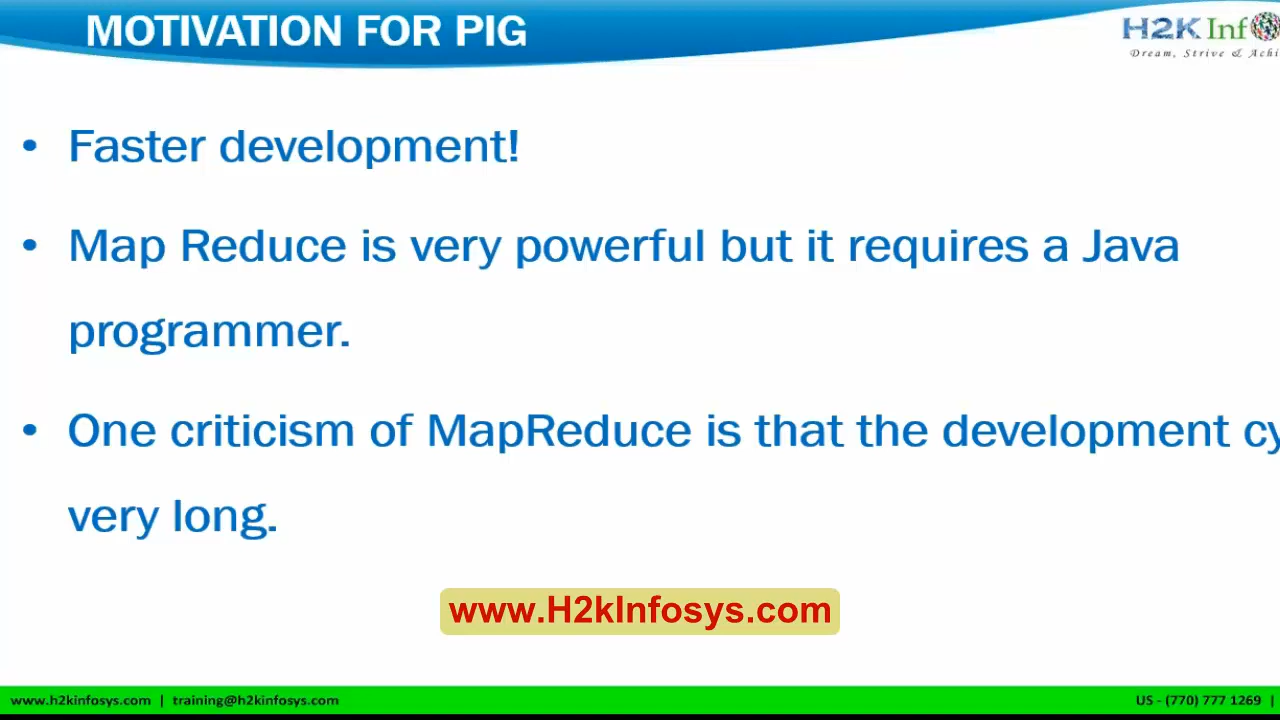 MOTIVATION FOR PIG
H2K Inf
Dream, Strive & Achi
• Faster development!
• Map Reduce is very powerful but it requires a Java
programmer.
• One criticism of MapReduce is that the development cy
very long.
www.H2kInfosys.com
www.h2kinfosys.com | training@h2kinfosys.com
US - (770) 777 1269 |